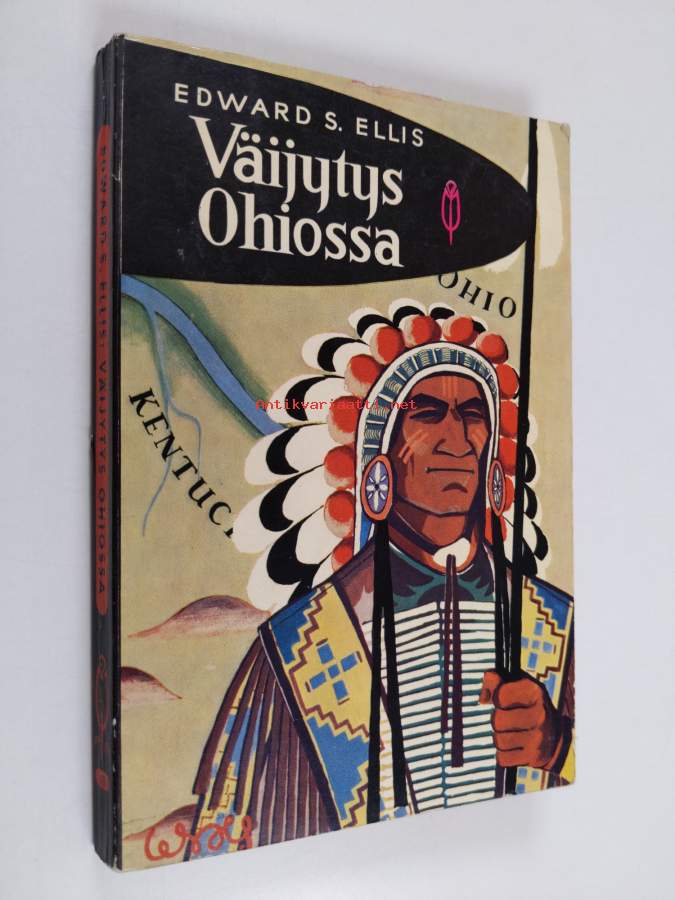 EDWARD S. ELLIS
Väijytys
Ohiossa
OHIO
KENTUC
Antikvariaatti.net
EDWARD S. ELLIS: VÄIJYTYS OHIOSSA